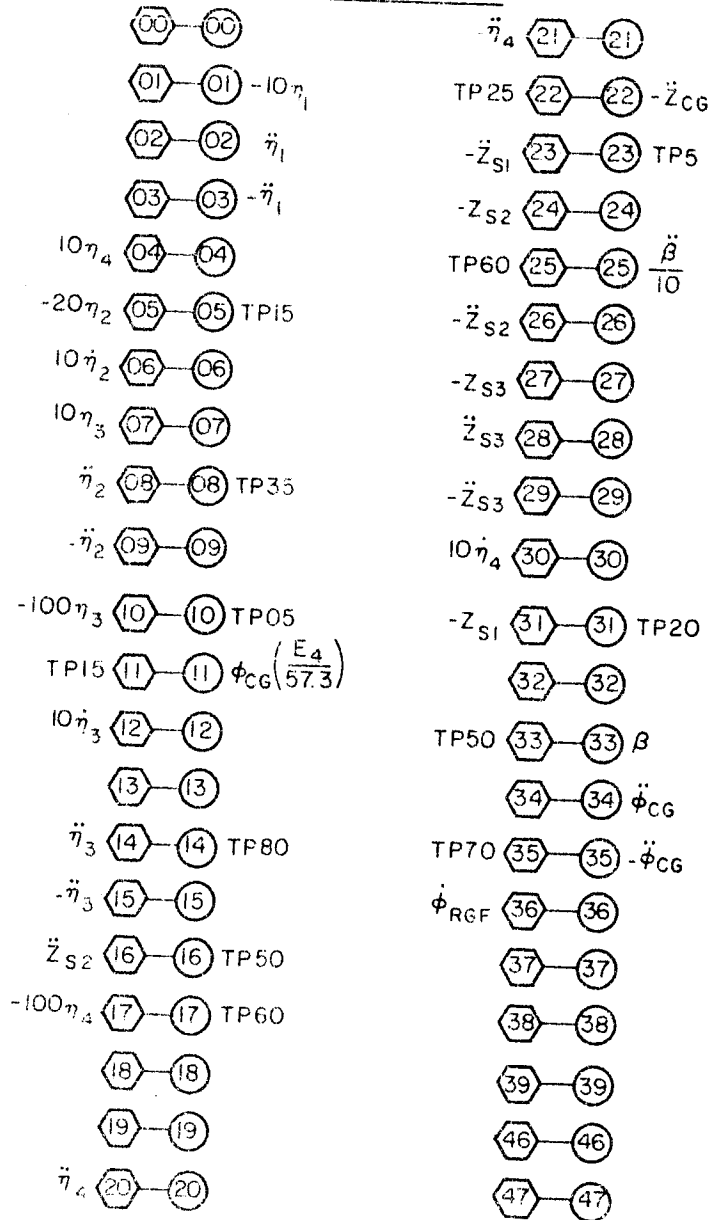 00 00
01 01 -10η₁
02 02 η̈₁
03 03 -η̈₁
10η₄ 04 04
-20η₂ 05 05 TP15
10η̇₂ 06 06
10η₃ 07 07
η̈₂ 08 08 TP35
-η̈₂ 09 09
-100η₃ 10 10 TP05
TP15 11 11 ϕ_CG(E₄/57.3)
10η̇₃ 12 12
13 13
η̈₃ 14 14 TP80
-η̈₃ 15 15
Z̈_S2 16 16 TP50
-100η₄ 17 17 TP60
18 18
19 19
η̈₄ 20 20
-η̈₄ 21 21
TP25 22 22 -Z̈_CG
-Z̈_S1 23 23 TP5
-Z_S2 24 24
TP60 25 25 β̈/10
-Z̈_S2 26 26
-Z_S3 27 27
Z̈_S3 28 28
-Z̈_S3 29 29
10η̇₄ 30 30
-Z_S1 31 31 TP20
32 32
TP50 33 33 β
34 34 ϕ̈_CG
TP70 35 35 -ϕ̈_CG
ϕ̇_RGF 36 36
37 37
38 38
39 39
46 46
47 47